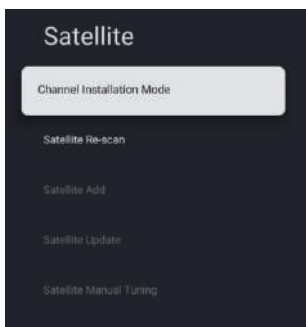 Satellite
Channel Installation Mode
Satellite Re-scan
Satellite Add
Satellite Update
Satellite Manual Tuning